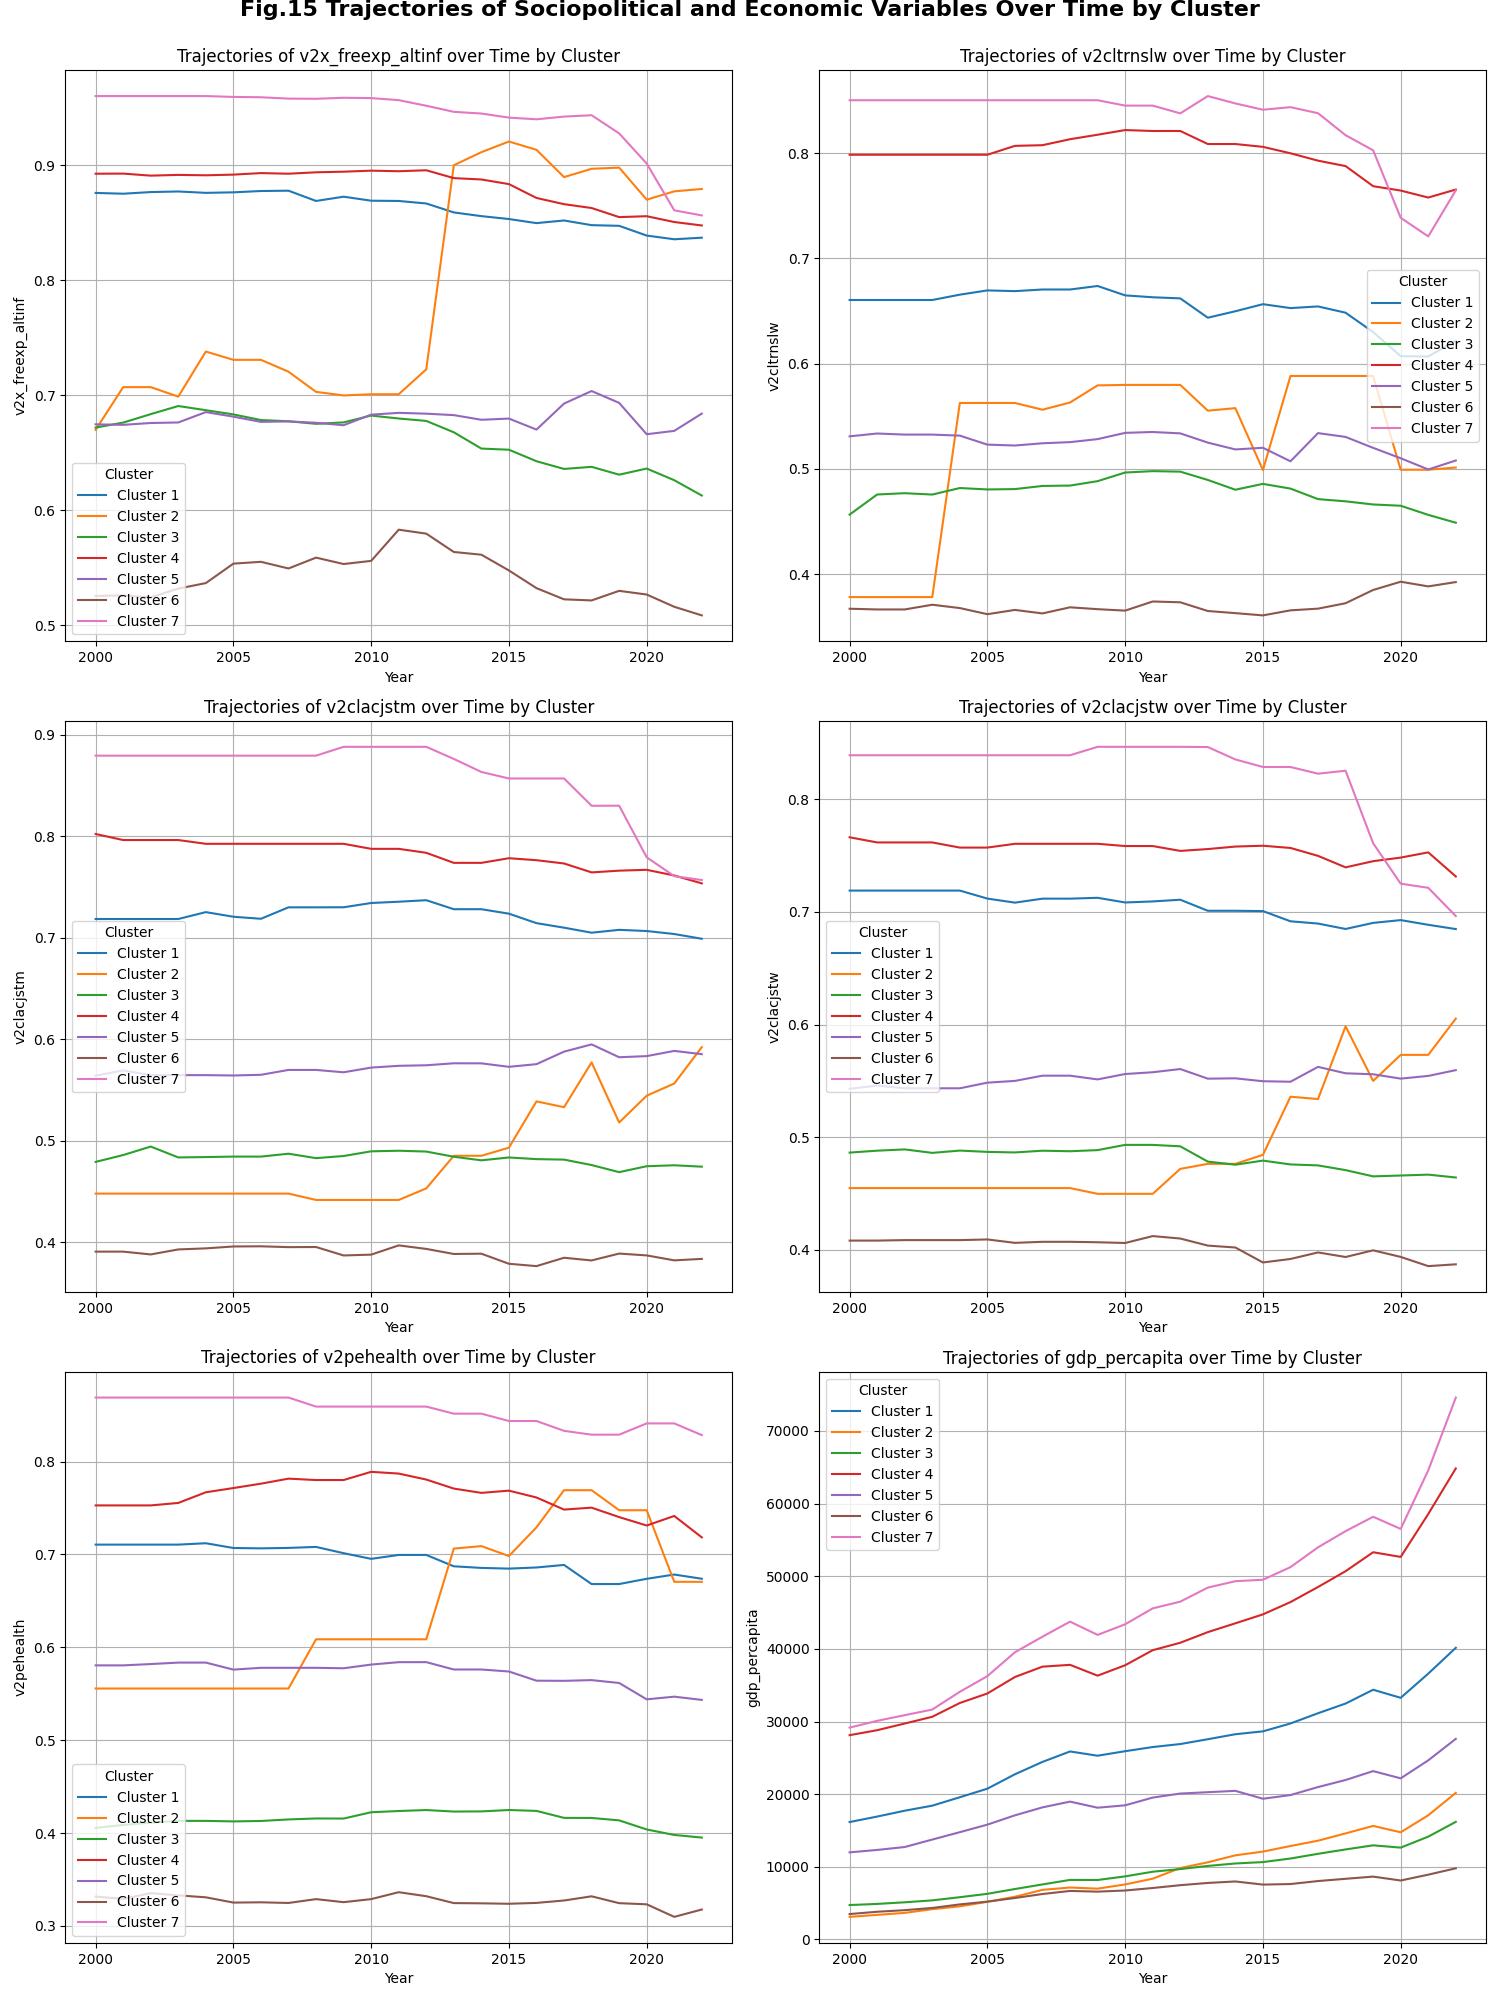 Fig.15 Trajectories of Sociopolitical and Economic Variables Over Time by Cluster
Trajectories of v2x_freexp_altinf over Time by Cluster
v2x_freexp_altinf
0.9
0.8
0.7
0.6
0.5
Cluster
Cluster 1
Cluster 2
Cluster 3
Cluster 4
Cluster 5
Cluster 6
Cluster 7
2000 2005 2010 2015 2020
Year
Trajectories of v2cltrnslw over Time by Cluster
v2cltrnslw
0.8
0.7
0.6
0.5
0.4
Cluster
Cluster 1
Cluster 2
Cluster 3
Cluster 4
Cluster 5
Cluster 6
Cluster 7
2000 2005 2010 2015 2020
Year
Trajectories of v2clacjstm over Time by Cluster
v2clacjstm
0.9
0.8
0.7
0.6
0.5
0.4
Cluster
Cluster 1
Cluster 2
Cluster 3
Cluster 4
Cluster 5
Cluster 6
Cluster 7
2000 2005 2010 2015 2020
Year
Trajectories of v2clacjstw over Time by Cluster
v2clacjstw
0.8
0.7
0.6
0.5
0.4
Cluster
Cluster 1
Cluster 2
Cluster 3
Cluster 4
Cluster 5
Cluster 6
Cluster 7
2000 2005 2010 2015 2020
Year
Trajectories of v2pehealth over Time by Cluster
v2pehealth
0.8
0.7
0.6
0.5
0.4
0.3
Cluster
Cluster 1
Cluster 2
Cluster 3
Cluster 4
Cluster 5
Cluster 6
Cluster 7
2000 2005 2010 2015 2020
Year
Trajectories of gdp_percapita over Time by Cluster
gdp_percapita
70000
60000
50000
40000
30000
20000
10000
0
Cluster
Cluster 1
Cluster 2
Cluster 3
Cluster 4
Cluster 5
Cluster 6
Cluster 7
2000 2005 2010 2015 2020
Year